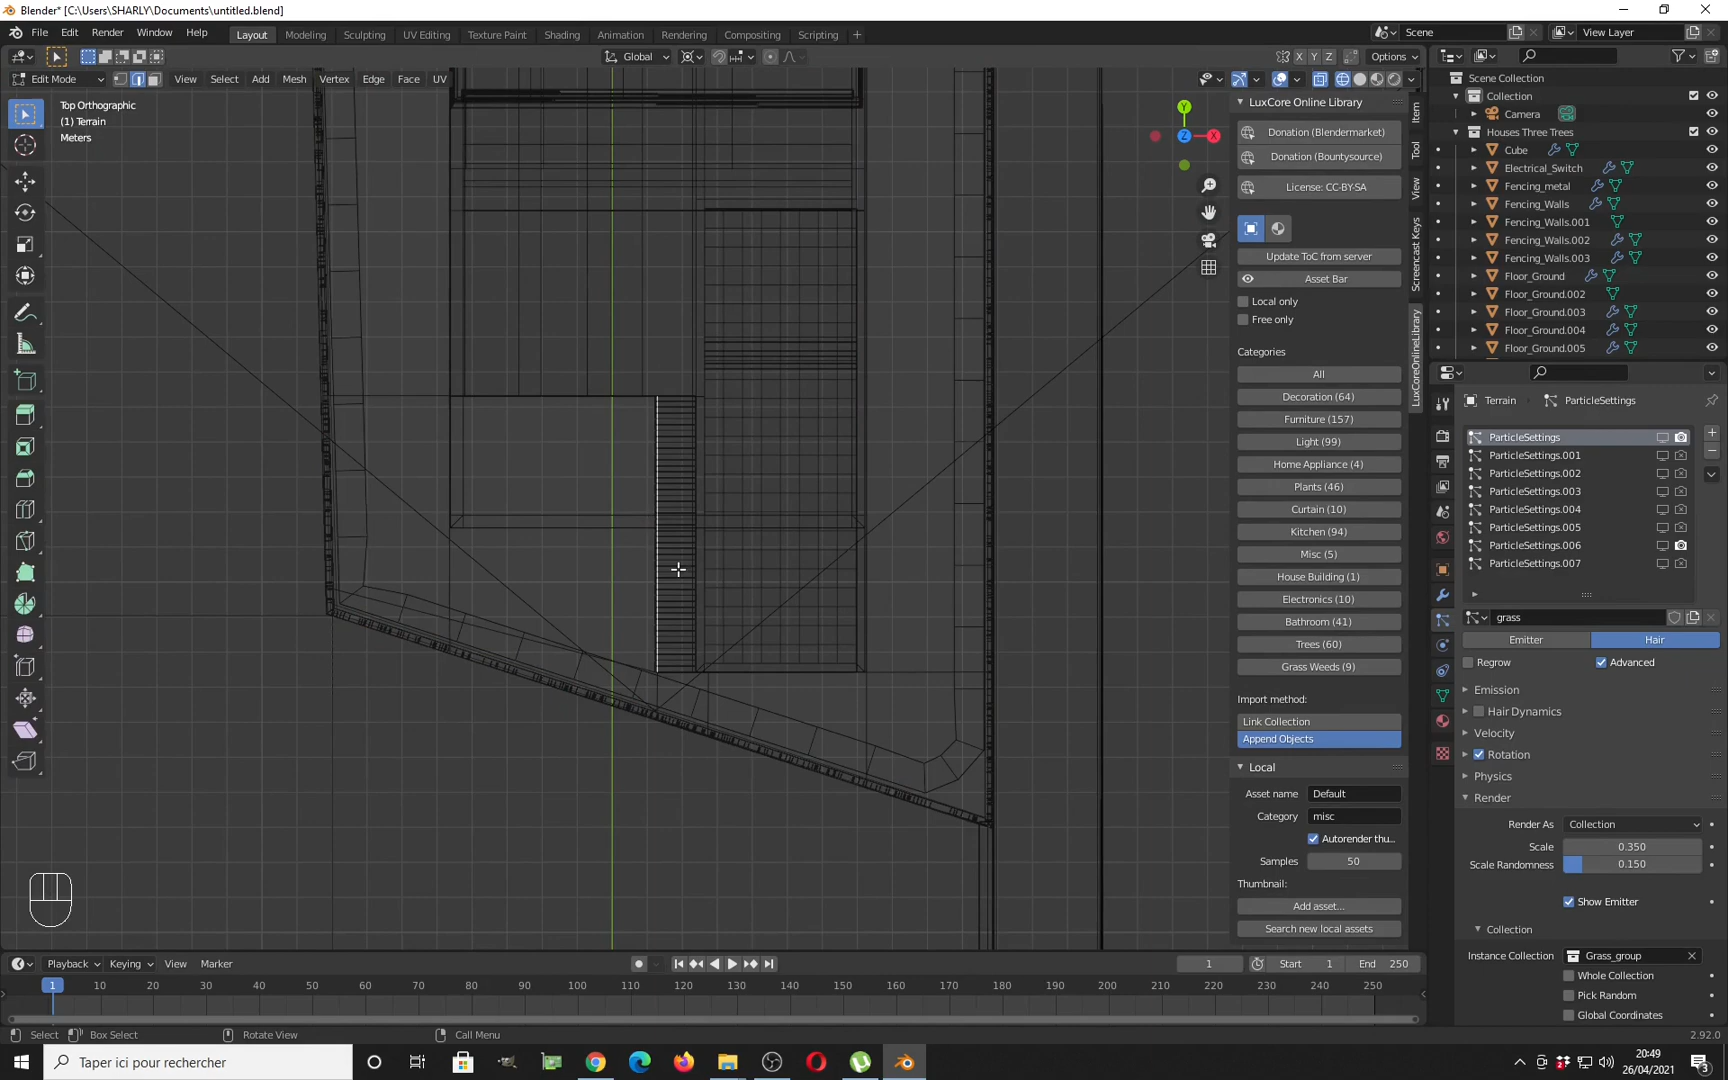 Blender* [C:\Users\SHARLY\Documents\untitled.blend]
File Edit Render Window Help
Layout Modeling Sculpting UV Editing Texture Paint Shading Animation Rendering Compositing Scripting +
Scene View Layer
Global X Y Z Options
Edit Mode View Select Add Mesh Vertex Edge Face UV
Top Orthographic
(1) Terrain
Meters
Y
Z
X
LuxCore Online Library
Donation (Blendermarket)
Donation (Bountysource)
License: CC-BY-SA
Update ToC from server
Asset Bar
Local only
Free only
Categories
All
Decoration (64)
Furniture (157)
Light (99)
Home Appliance (4)
Plants (46)
Curtain (10)
Kitchen (94)
Misc (5)
House Building (1)
Electronics (10)
Bathroom (41)
Trees (60)
Grass Weeds (9)
Import method:
Link Collection
Append Objects
Local
Asset name Default
Category misc
Autorender thu...
Samples 50
Thumbnail:
Add asset...
Search new local assets
Item
Tool
View
Screencast Keys
LuxCoreOnlineLibrary
Scene Collection
Collection
Camera
Houses Three Trees
Cube
Electrical_Switch
Fencing_metal
Fencing_Walls
Fencing_Walls.001
Fencing_Walls.002
Fencing_Walls.003
Floor_Ground
Floor_Ground.002
Floor_Ground.003
Floor_Ground.004
Floor_Ground.005
Terrain ParticleSettings
ParticleSettings
ParticleSettings.001
ParticleSettings.002
ParticleSettings.003
ParticleSettings.004
ParticleSettings.005
ParticleSettings.006
ParticleSettings.007
grass
Emitter Hair
Regrow Advanced
Emission
Hair Dynamics
Velocity
Rotation
Physics
Render
Render As Collection
Scale 0.350
Scale Randomness 0.150
Show Emitter
Collection
Instance Collection Grass_group
Whole Collection
Pick Random
Global Coordinates
Playback Keying View Marker 1 Start 1 End 250
1 10 20 30 40 50 60 70 80 90 100 110 120 130 140 150 160 170 180 190 200 210 220 230 240 250
Select Box Select Rotate View Call Menu 2.92.0
Taper ici pour rechercher
20:49
26/04/2021
3